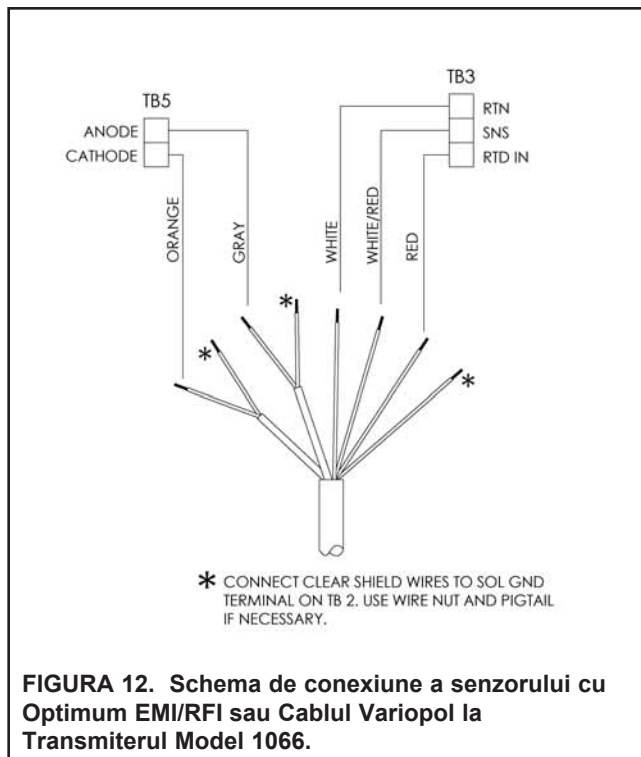 TB5
ANODE
CATHODE
TB3
RTN
SNS
RTD IN
ORANGE
GRAY
WHITE
WHITE/RED
RED
*
*
*
* CONNECT CLEAR SHIELD WIRES TO SOL GND
TERMINAL ON TB 2. USE WIRE NUT AND PIGTAIL
IF NECESSARY.
FIGURA 12. Schema de conexiune a senzorului cu
Optimum EMI/RFI sau Cablul Variopol la
Transmiterul Model 1066.